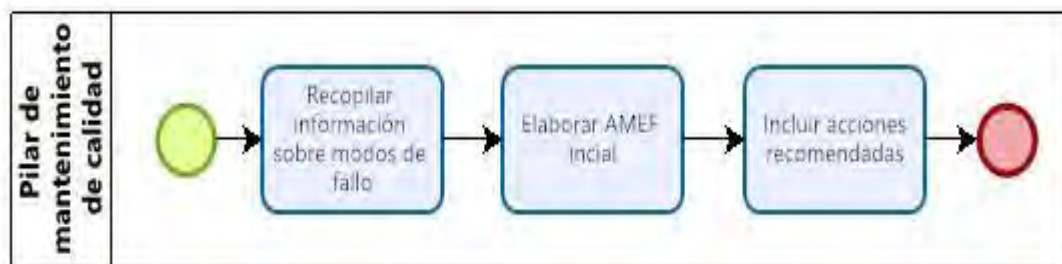 Pilar de
mantenimiento
de calidad
Recopilar
información
sobre modos de
fallo
Elaborar AMEF
incial
Incluir acciones
recomendadas